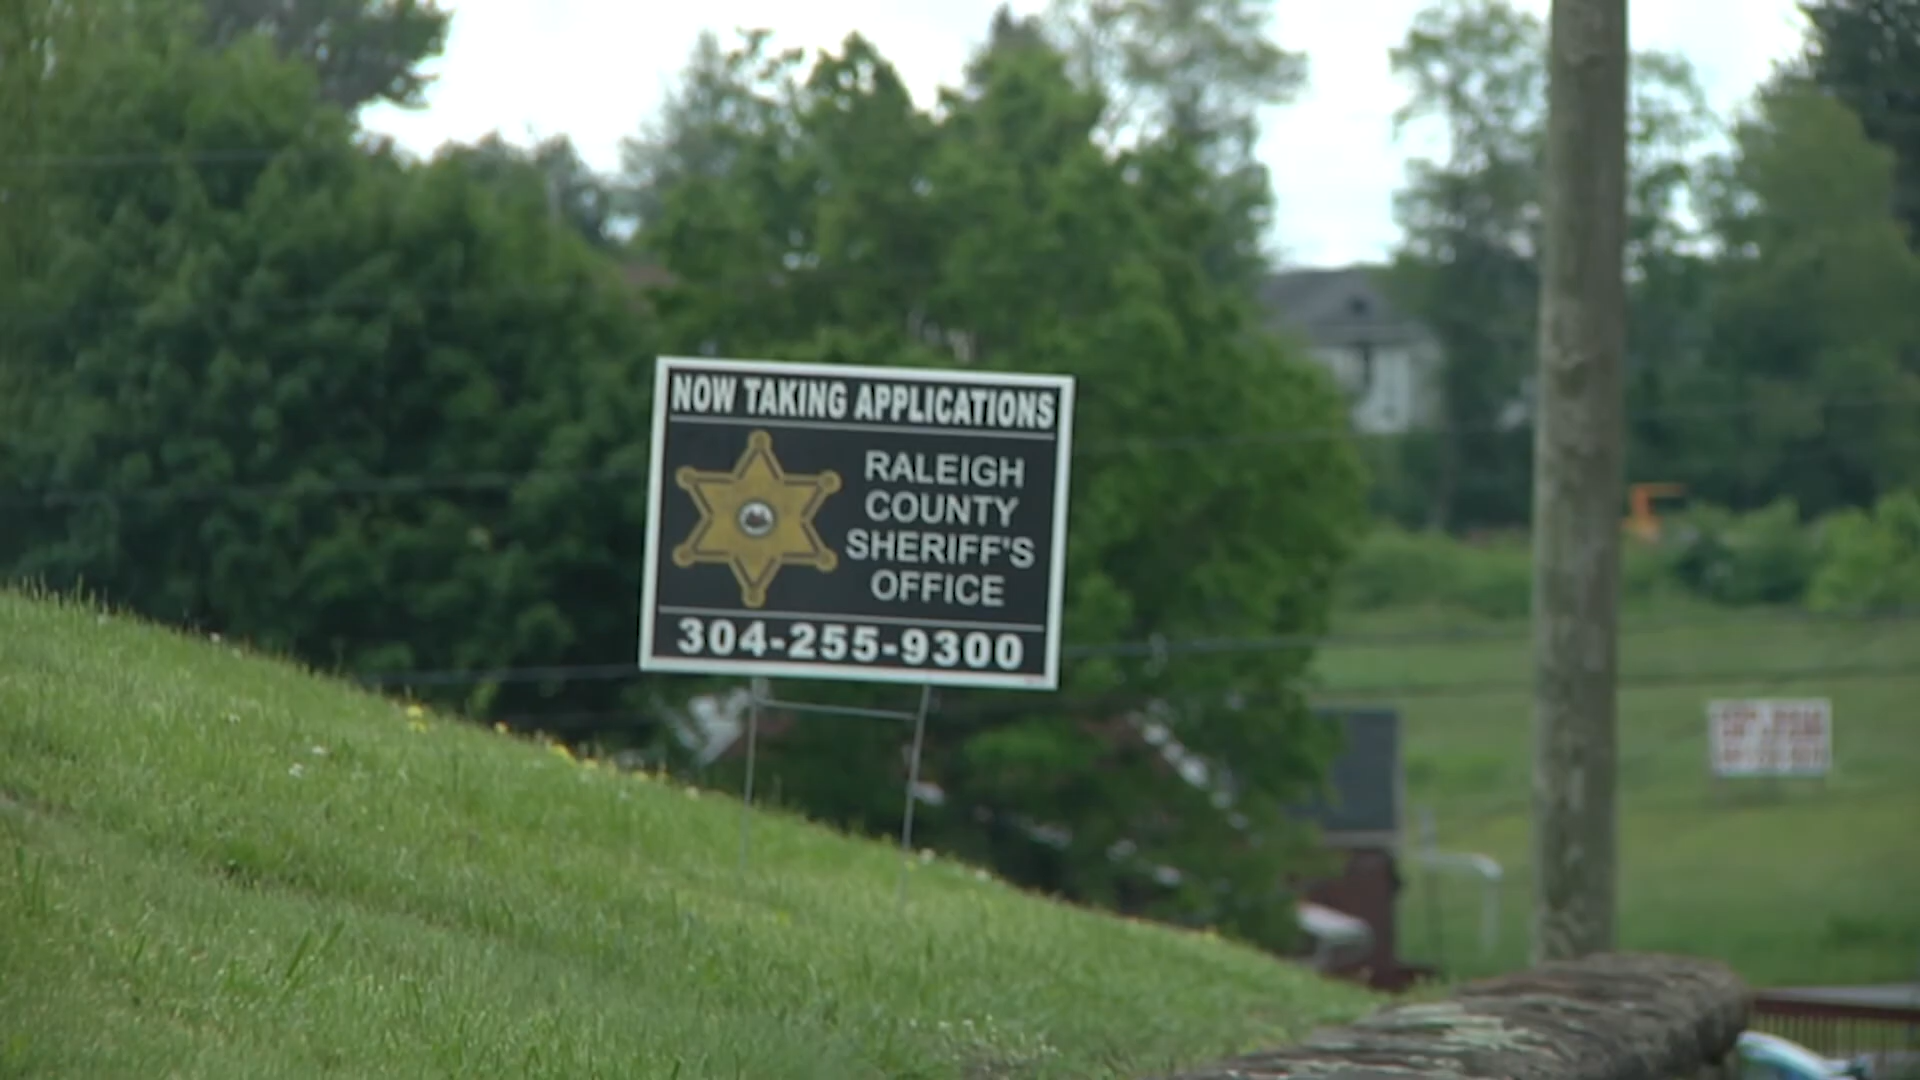 NOW TAKING APPLICATIONS
RALEIGH
COUNTY
SHERIFF'S
OFFICE
304-255-9300